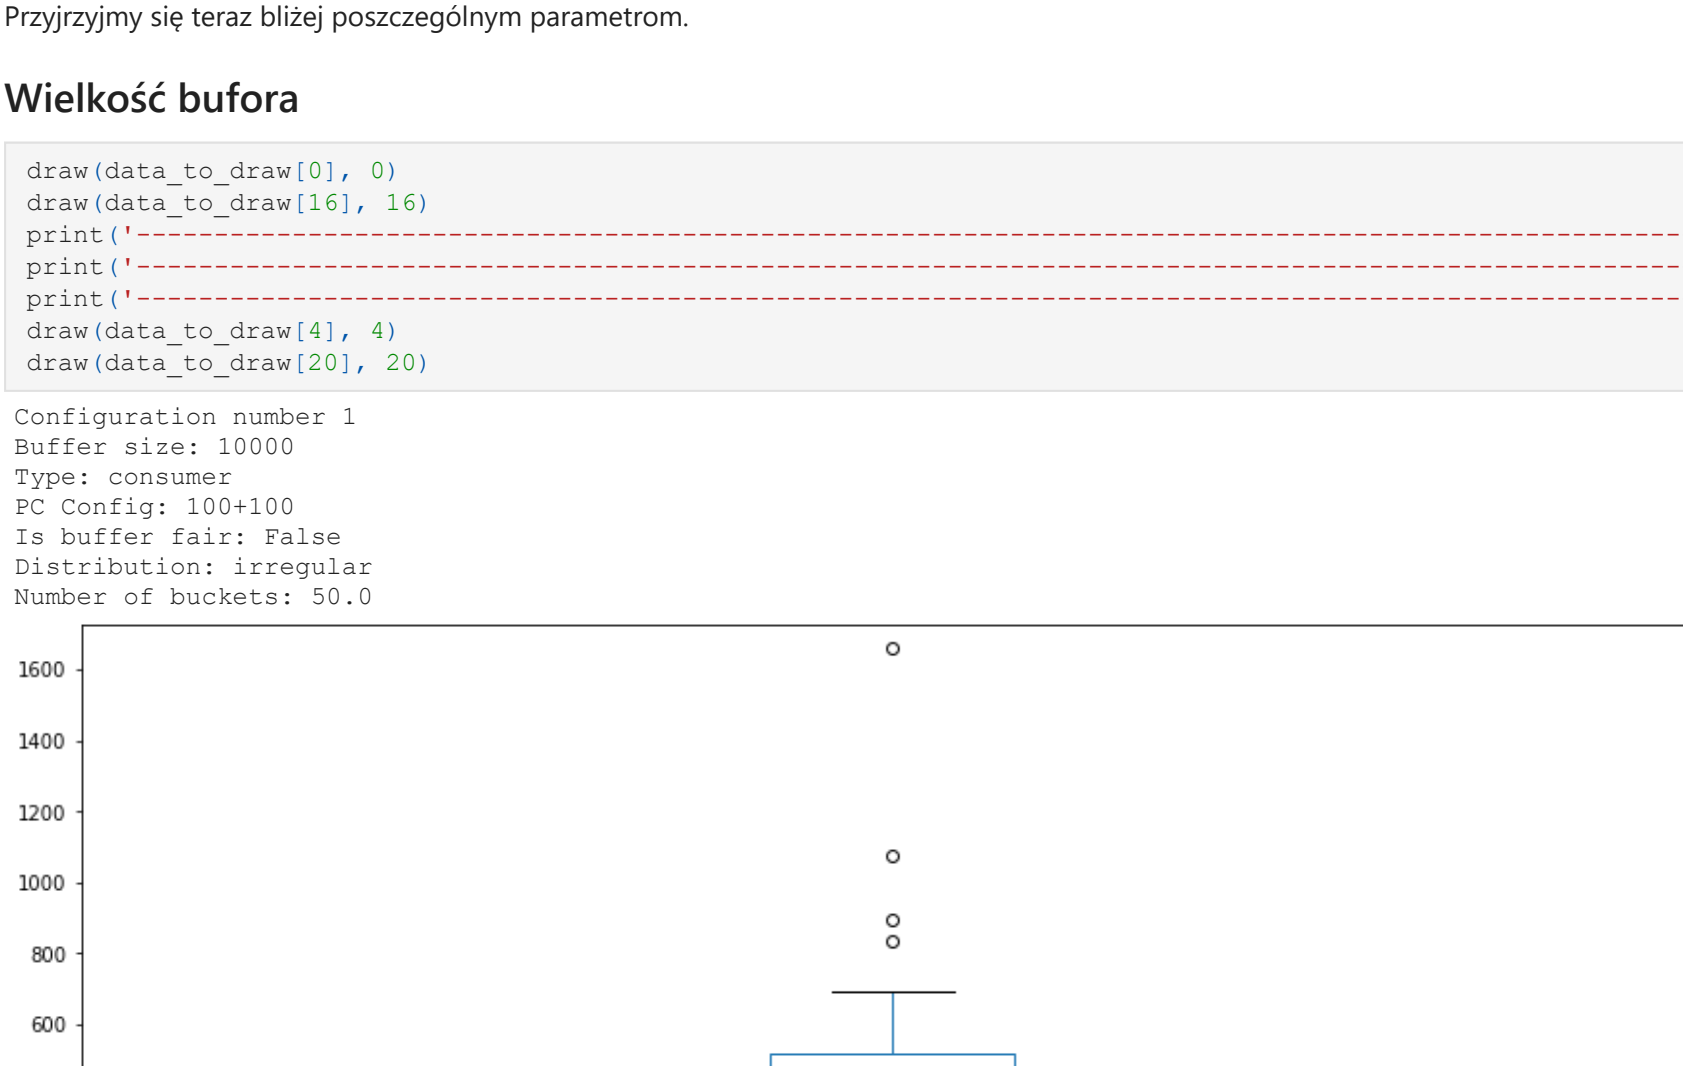 Przyjrzyjmy się teraz bliżej poszczególnym parametrom.
Wielkość bufora
draw(data_to_draw[0], 0)
draw(data_to_draw[16], 16)
print('---------------------------------------------------------------------------------------------------
print('---------------------------------------------------------------------------------------------------
print('---------------------------------------------------------------------------------------------------
draw(data_to_draw[4], 4)
draw(data_to_draw[20], 20)
Configuration number 1
Buffer size: 10000
Type: consumer
PC Config: 100+100
Is buffer fair: False
Distribution: irregular
Number of buckets: 50.0
1600
1400
1200
1000
800
600